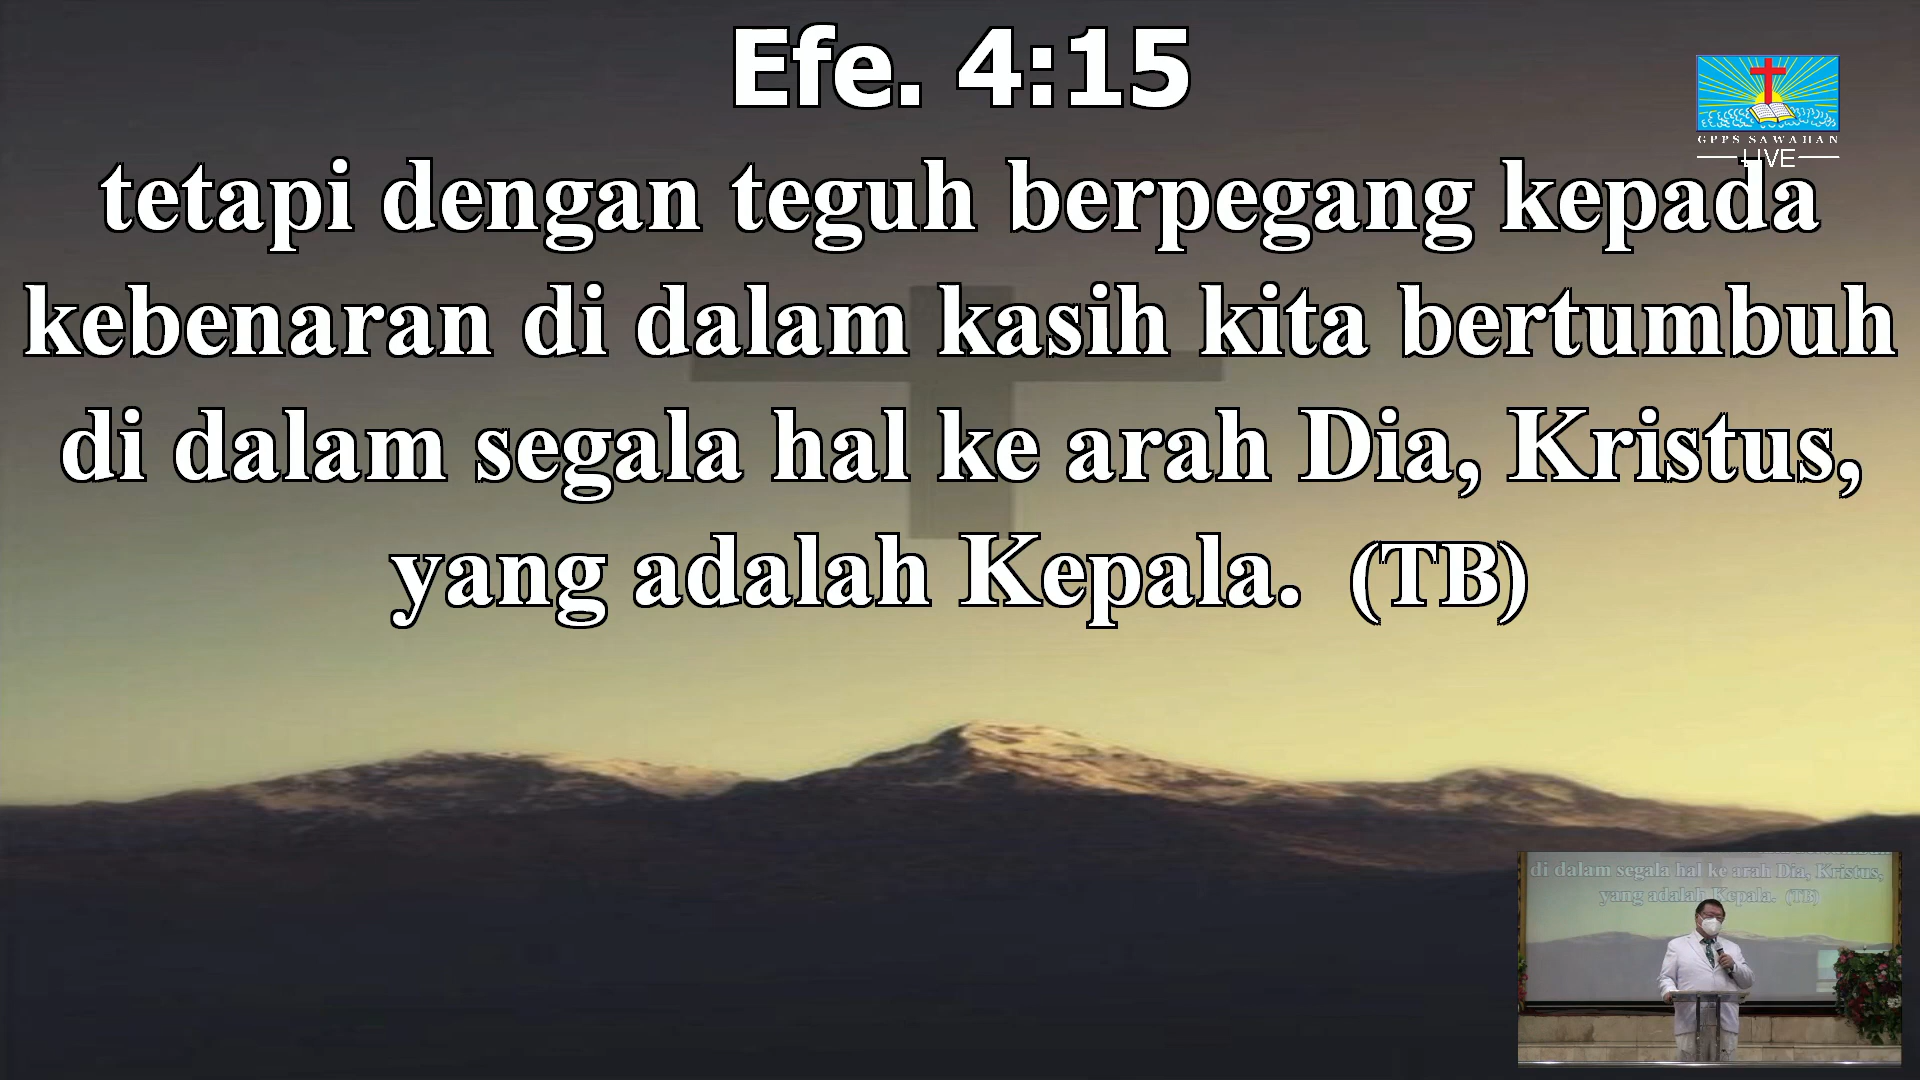 Efe. 4:15
GPPS SAWAHAN
LIVE
tetapi dengan teguh berpegang kepada
kebenaran di dalam kasih kita bertumbuh
di dalam segala hal ke arah Dia, Kristus,
yang adalah Kepala. (TB)
di dalam segala hal ke arah Dia, Kristus,
yang adalah Kepala. (TB)